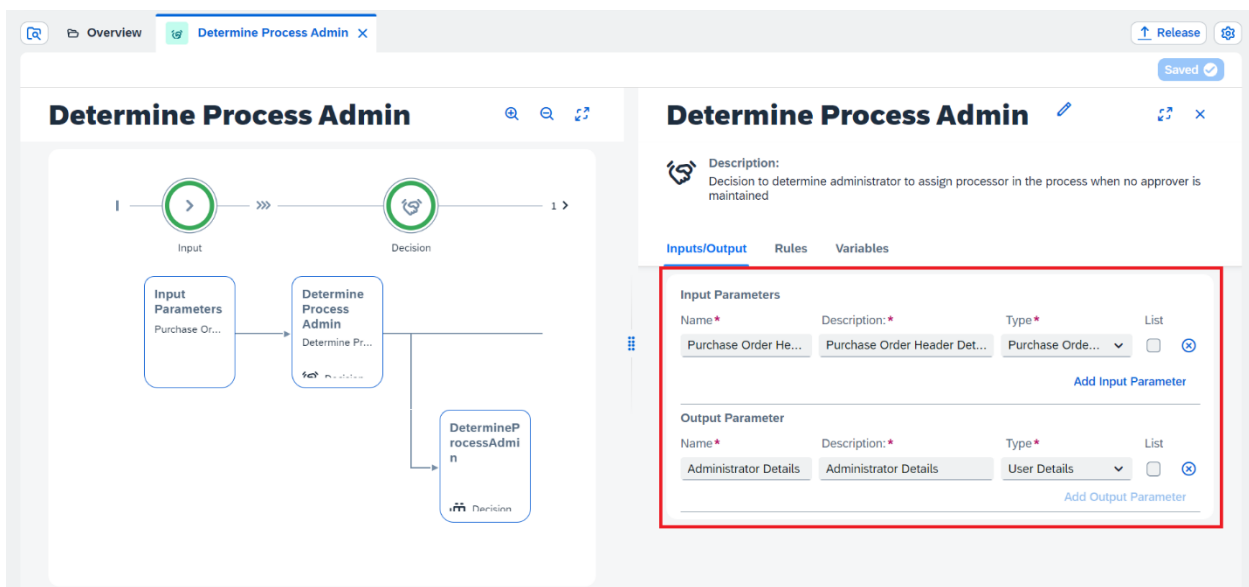 Overview
Determine Process Admin
Release
Saved
Determine Process Admin
1
Input
Decision
Input
Parameters
Purchase Or...
Determine
Process
Admin
Determine Pr...
Decision
DetermineP
rocessAdmi
n
Decision
Determine Process Admin
Description:
Decision to determine administrator to assign processor in the process when no approver is
maintained
Inputs/Output Rules Variables
Input Parameters
Name* Description:* Type* List
Purchase Order He... Purchase Order Header Det... Purchase Orde...
Add Input Parameter
Output Parameter
Name* Description:* Type* List
Administrator Details Administrator Details User Details
Add Output Parameter